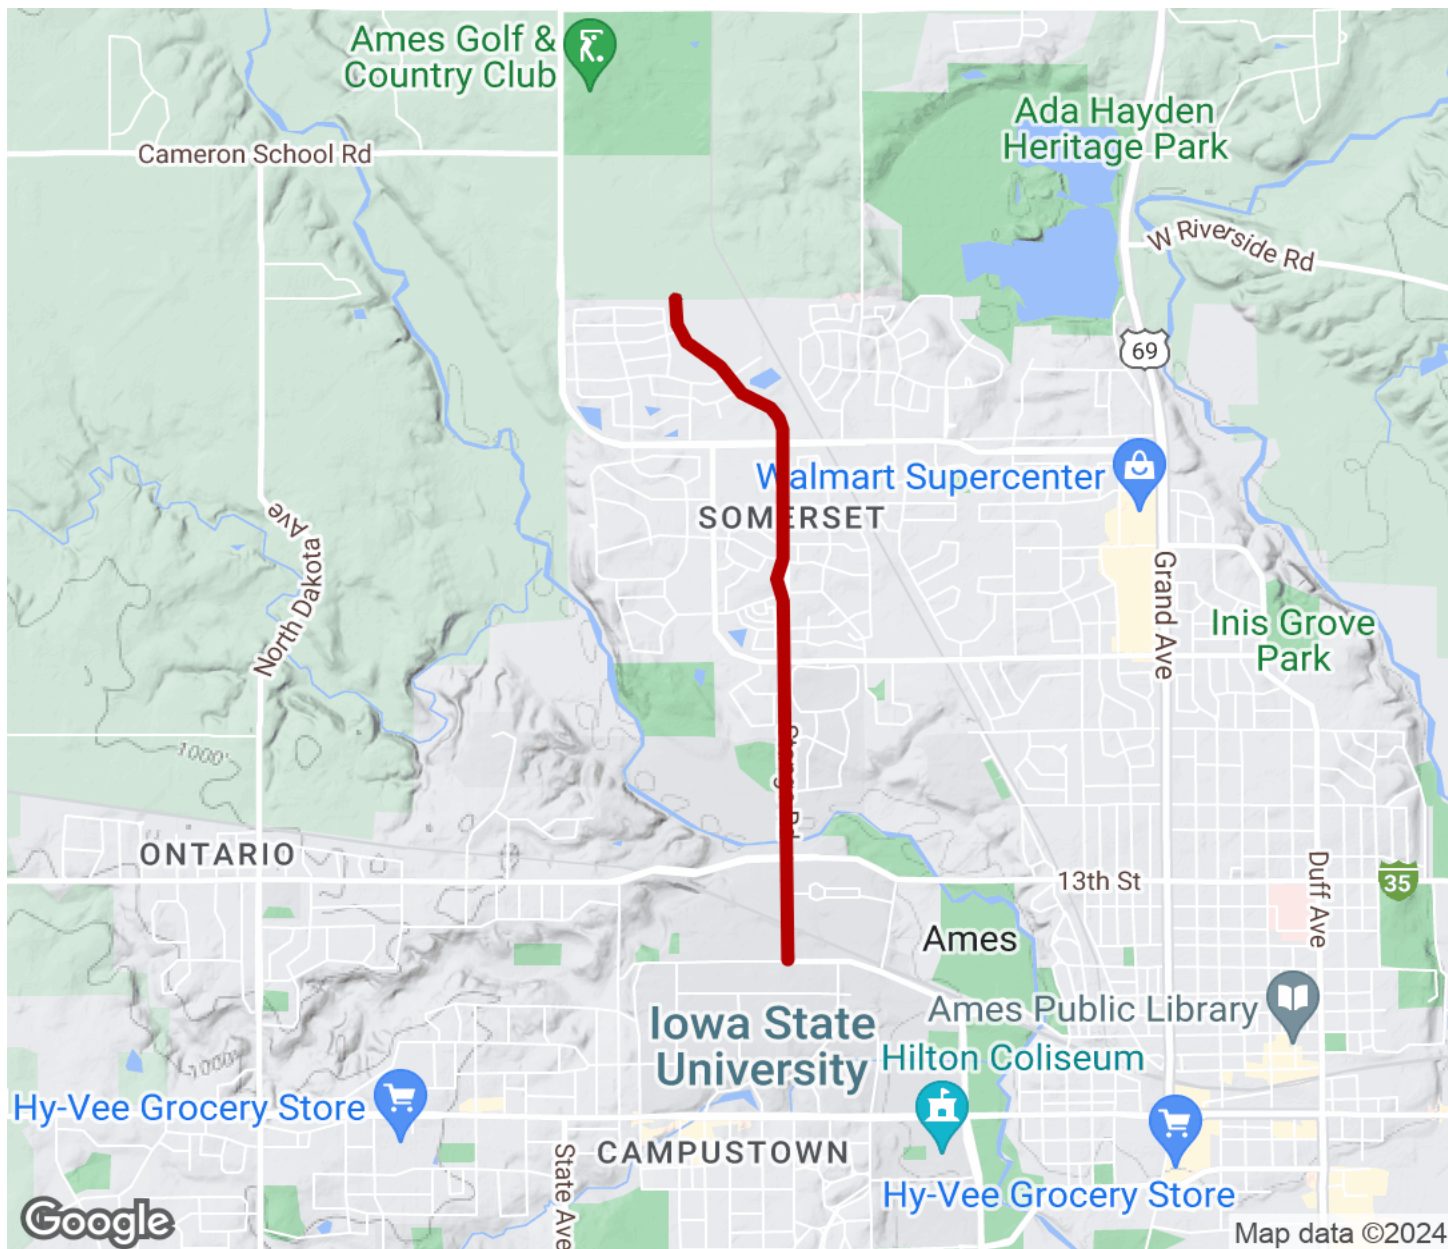 Ames Golf &
Country Club
Ada Hayden
Heritage Park
Cameron School Rd
W Riverside Rd
69
Walmart Supercenter
SOMERSET
North Dakota Ave
Grand Ave
Inis Grove
Park
1000'
Stange Rd
ONTARIO
13th St
Duff Ave
35
Ames
Ames Public Library
Iowa State
University
Hilton Coliseum
1000'
Hy-Vee Grocery Store
CAMPUSTOWN
State Ave
Hy-Vee Grocery Store
Google
Map data ©2024